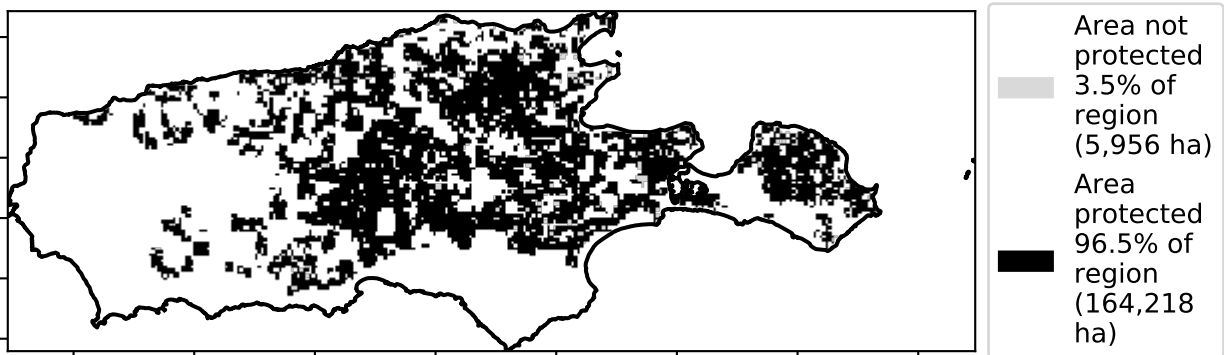 Area not
protected
3.5% of
region
(5,956 ha)
Area
protected
96.5% of
region
(164,218
ha)